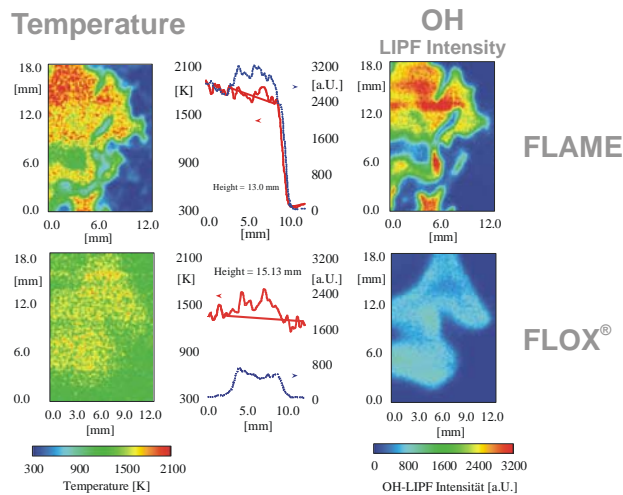 Temperature
OH
LIPF Intensity
FLAME
18.0
[mm]
12.0
6.0
0.0
0.0 6.0 12.0
[mm]
2100
[K]
1500
900
300
3200
[a.U.]
2400
1600
800
0
Height = 13.0 mm
0.0 5.0 10.0
[mm]
18.0
[mm]
12.0
6.0
0.0
0.0 6.0 12.0
[mm]
FLOX®
18.0
[mm]
12.0
6.0
0.0
0.0 3.0 6.0 9.0 12.0
[mm]
2100
[K]
1500
900
300
Height = 15.13 mm
3200
[a.U.]
2400
1600
800
0
0.0 5.0 10.0
[mm]
18.0
[mm]
12.0
6.0
0.0
0.0 3.0 6.0 9.0 12.0
[mm]
300 900 1500 2100
Temperature [K]
0 800 1600 2400 3200
OH-LIPF Intensität [a.U.]